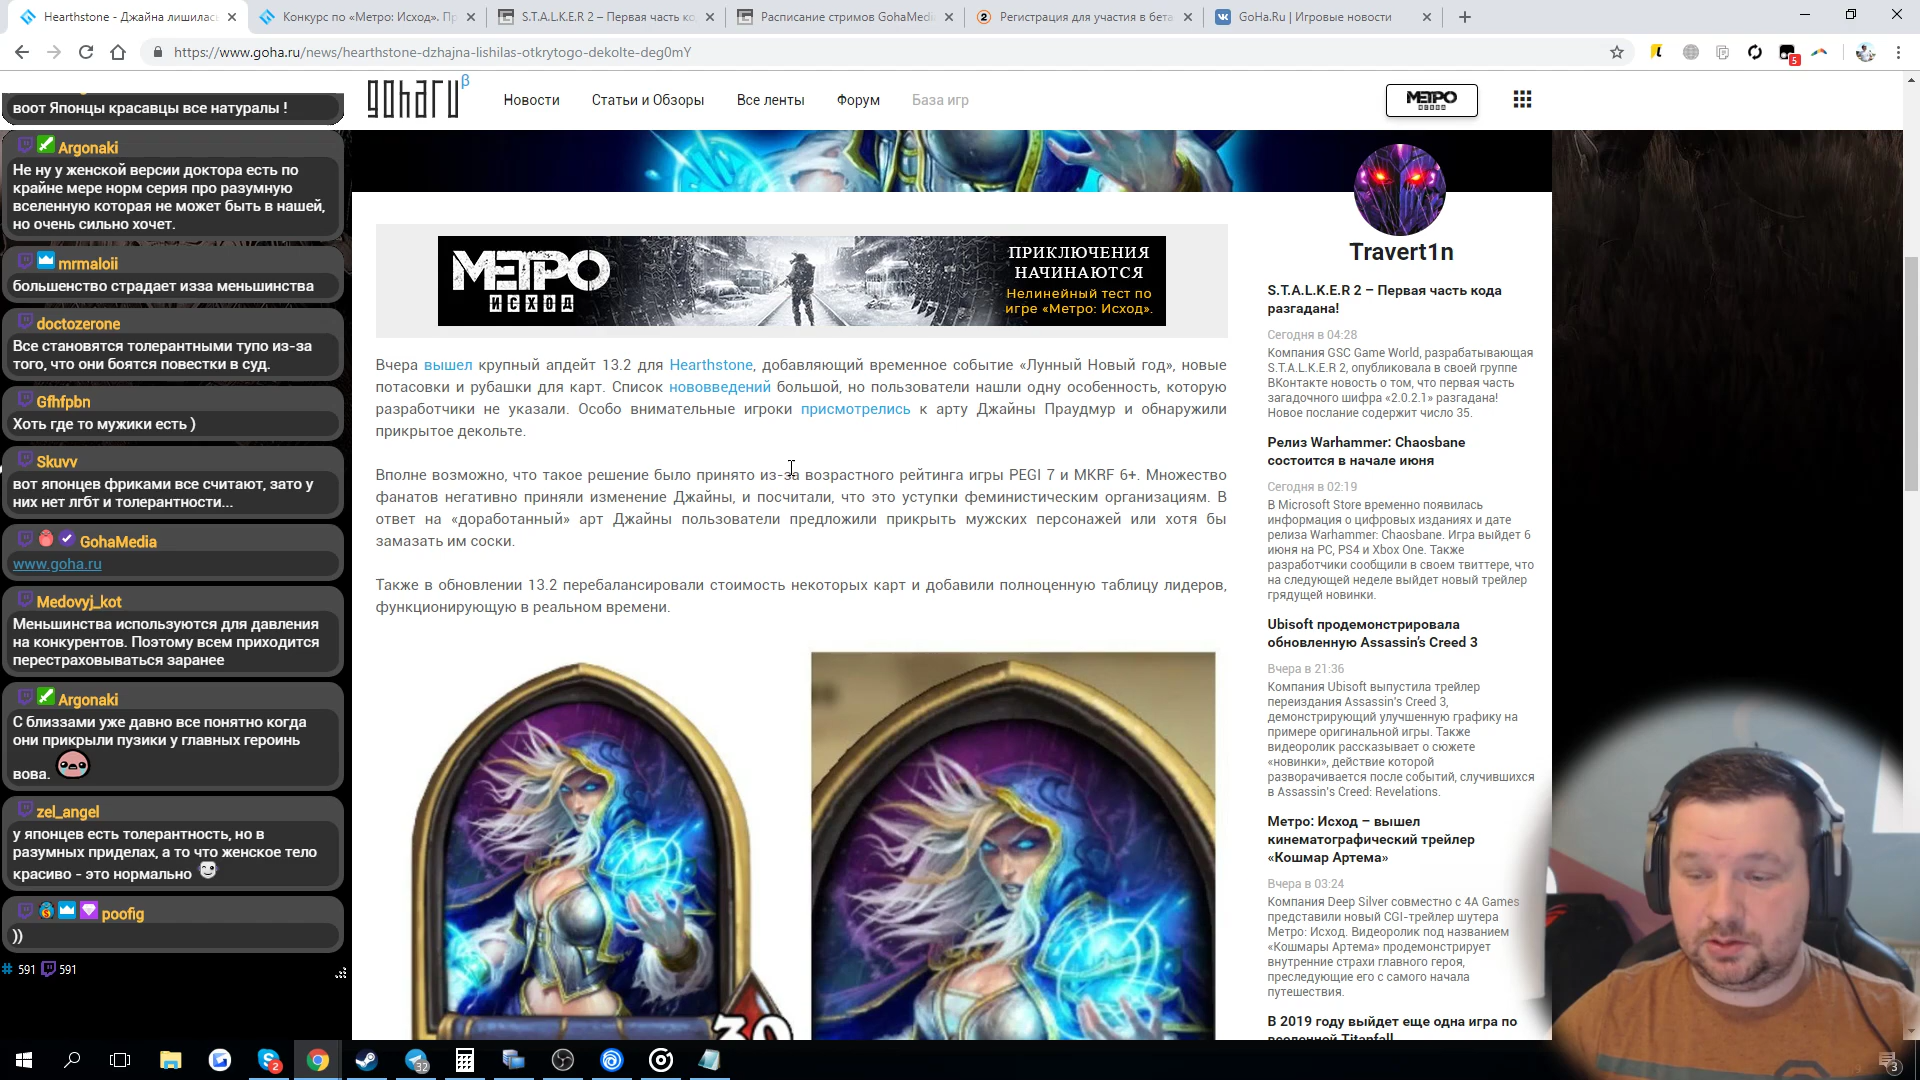 Hearthstone - Джайна лишилас
Конкурс по «Метро: Исход». Пр
S.T.A.L.K.E.R 2 – Первая часть ко
Расписание стримов GohaMedi
Регистрация для участия в бета
GoHa.Ru | Игровые новости
https://www.goha.ru/news/hearthstone-dzhajna-lishilas-otkrytogo-dekolte-deg0mY
5
воот Японцы красавцы все натуралы !
Argonaki
Не ну у женской версии доктора есть по
крайне мере норм серия про разумную
вселенную которая не может быть в нашей,
но очень сильно хочет.
mrmaloii
большенство страдает изза меньшинства
doctozerone
Все становятся толерантными тупо из-за
того, что они боятся повестки в суд.
Gfhfpbn
Хоть где то мужики есть )
Skuvv
вот японцев фриками все считают, зато у
них нет лгбт и толерантности...
GohaMedia
www.goha.ru
Medovyj_kot
Меньшинства используются для давления
на конкурентов. Поэтому всем приходится
перестраховываться заранее
Argonaki
С близзами уже давно все понятно когда
они прикрыли пузики у главных героинь
вова.
zel_angel
у японцев есть толерантность, но в
разумных приделах, а то что женское тело
красиво - это нормально
poofig
))
591 591
goharu β
Новости
Статьи и Обзоры
Все ленты
Форум
База игр
МЕТРО
ИСХОД
МЕТРО
ИСХОД
ПРИКЛЮЧЕНИЯ
НАЧИНАЮТСЯ
Нелинейный тест по
игре «Метро: Исход».
Вчера вышел крупный апдейт 13.2 для Hearthstone, добавляющий временное событие «Лунный Новый год», новые
потасовки и рубашки для карт. Список нововведений большой, но пользователи нашли одну особенность, которую
разработчики не указали. Особо внимательные игроки присмотрелись к арту Джайны Праудмур и обнаружили
прикрытое декольте.
Вполне возможно, что такое решение было принято из-за возрастного рейтинга игры PEGI 7 и MKRF 6+. Множество
фанатов негативно приняли изменение Джайны, и посчитали, что это уступки феминистическим организациям. В
ответ на «доработанный» арт Джайны пользователи предложили прикрыть мужских персонажей или хотя бы
замазать им соски.
Также в обновлении 13.2 перебалансировали стоимость некоторых карт и добавили полноценную таблицу лидеров,
функционирующую в реальном времени.
30
Travert1n
S.T.A.L.K.E.R 2 – Первая часть кода
разгадана!
Сегодня в 04:28
Компания GSC Game World, разрабатывающая
S.T.A.L.K.E.R 2, опубликовала в своей группе
ВКонтакте новость о том, что первая часть
загадочного шифра «2.0.2.1» разгадана!
Новое послание содержит число 35.
Релиз Warhammer: Chaosbane
состоится в начале июня
Сегодня в 02:19
В Microsoft Store временно появилась
информация о цифровых изданиях и дате
релиза Warhammer: Chaosbane. Игра выйдет 6
июня на PC, PS4 и Xbox One. Также
разработчики сообщили в своем твиттере, что
на следующей неделе выйдет новый трейлер
грядущей новинки.
Ubisoft продемонстрировала
обновленную Assassin's Creed 3
Вчера в 21:36
Компания Ubisoft выпустила трейлер
переиздания Assassin's Creed 3,
демонстрирующий улучшенную графику на
примере оригинальной игры. Также
видеоролик рассказывает о сюжете
«новинки», действие которой
разворачивается после событий, случившихся
в Assassin's Creed: Revelations.
Метро: Исход – вышел
кинематографический трейлер
«Кошмар Артема»
Вчера в 03:24
Компания Deep Silver совместно с 4A Games
представили новый CGI-трейлер шутера
Метро: Исход. Видеоролик под названием
«Кошмары Артема» продемонстрирует
внутренние страхи главного героя,
преследующие его с самого начала
путешествия.
В 2019 году выйдет еще одна игра по
вселенной Titanfall
2
32
3